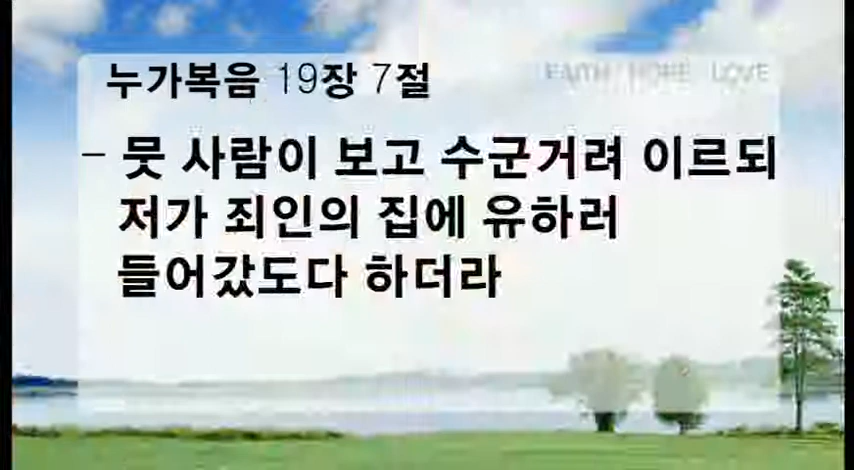 누가복음 19장 7절
FAITH HOPE LOVE
- 뭇 사람이 보고 수군거려 이르되
저가 죄인의 집에 유하러
들어갔도다 하더라